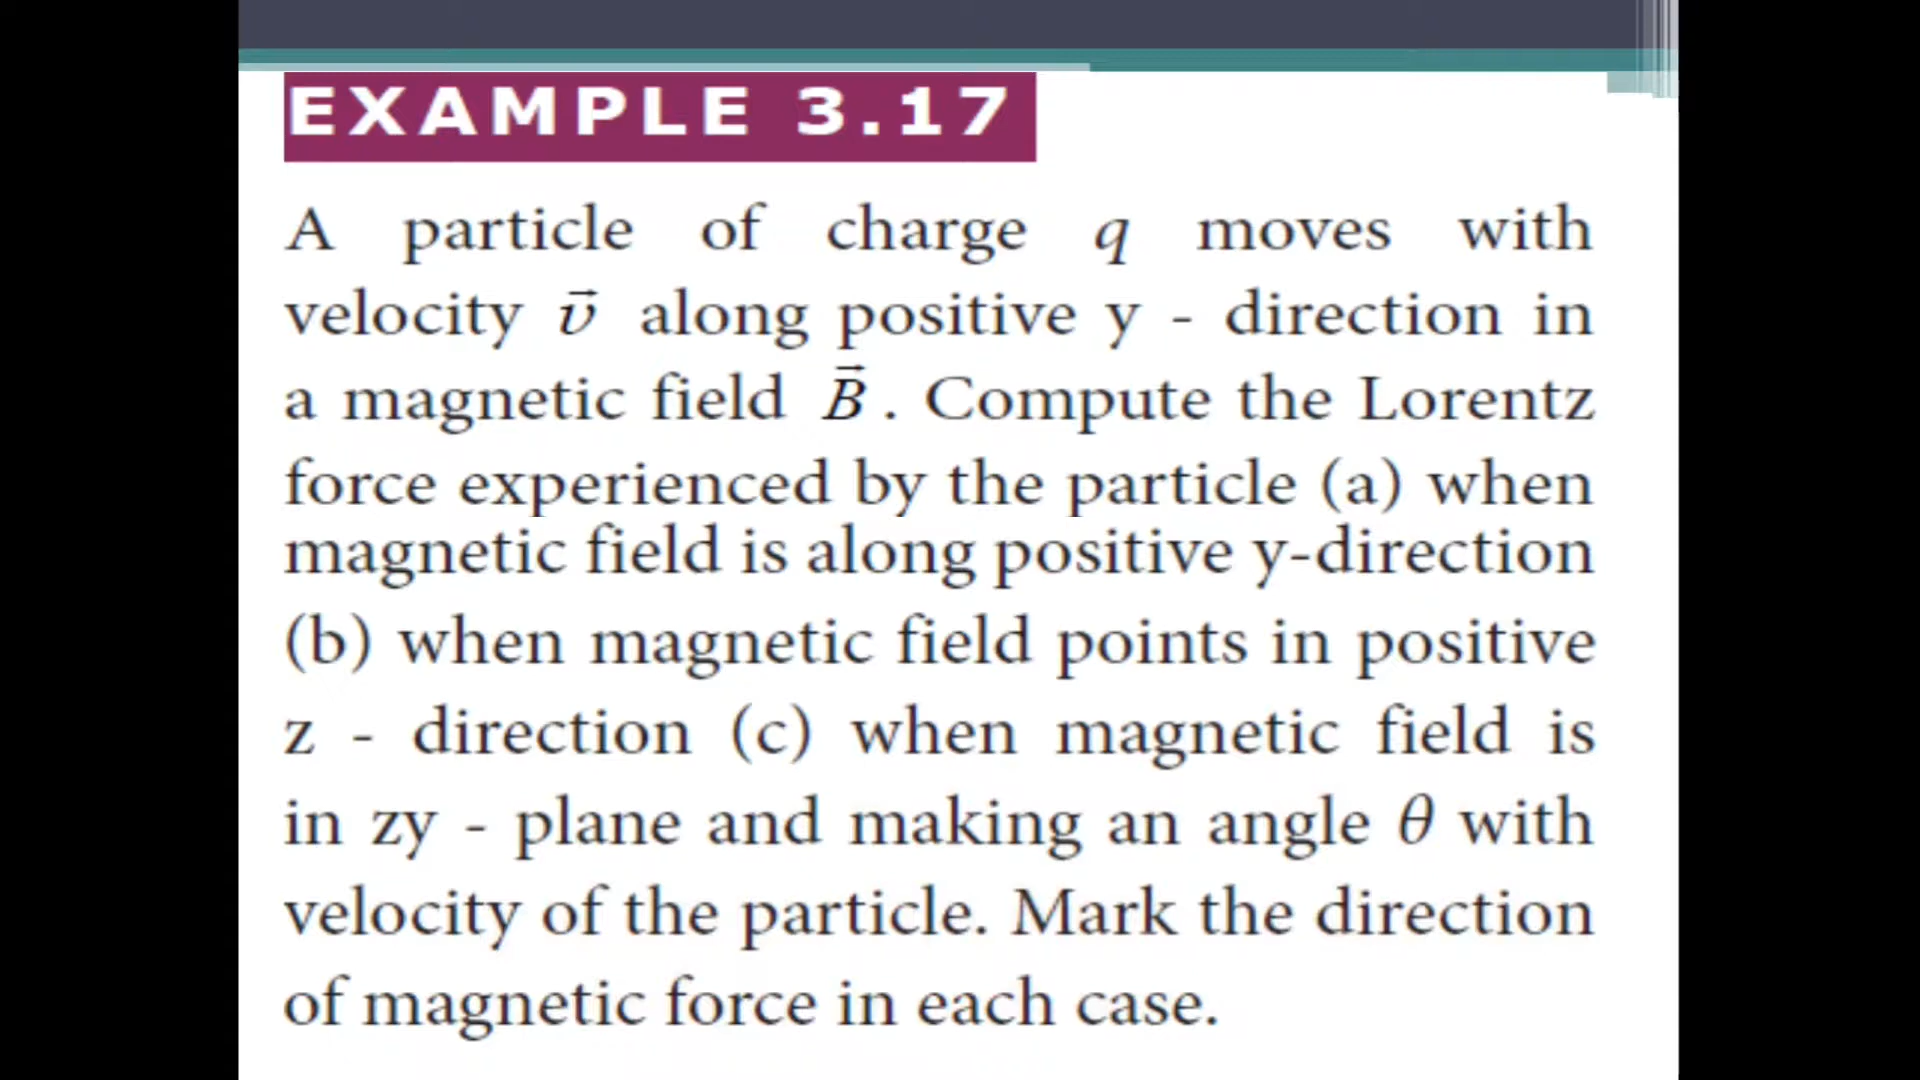 EXAMPLE 3.17
A particle of charge q moves with
velocity v⃗ along positive y - direction in
a magnetic field B⃗ . Compute the Lorentz
force experienced by the particle (a) when
magnetic field is along positive y-direction
(b) when magnetic field points in positive
z - direction (c) when magnetic field is
in zy - plane and making an angle θ with
velocity of the particle. Mark the direction
of magnetic force in each case.